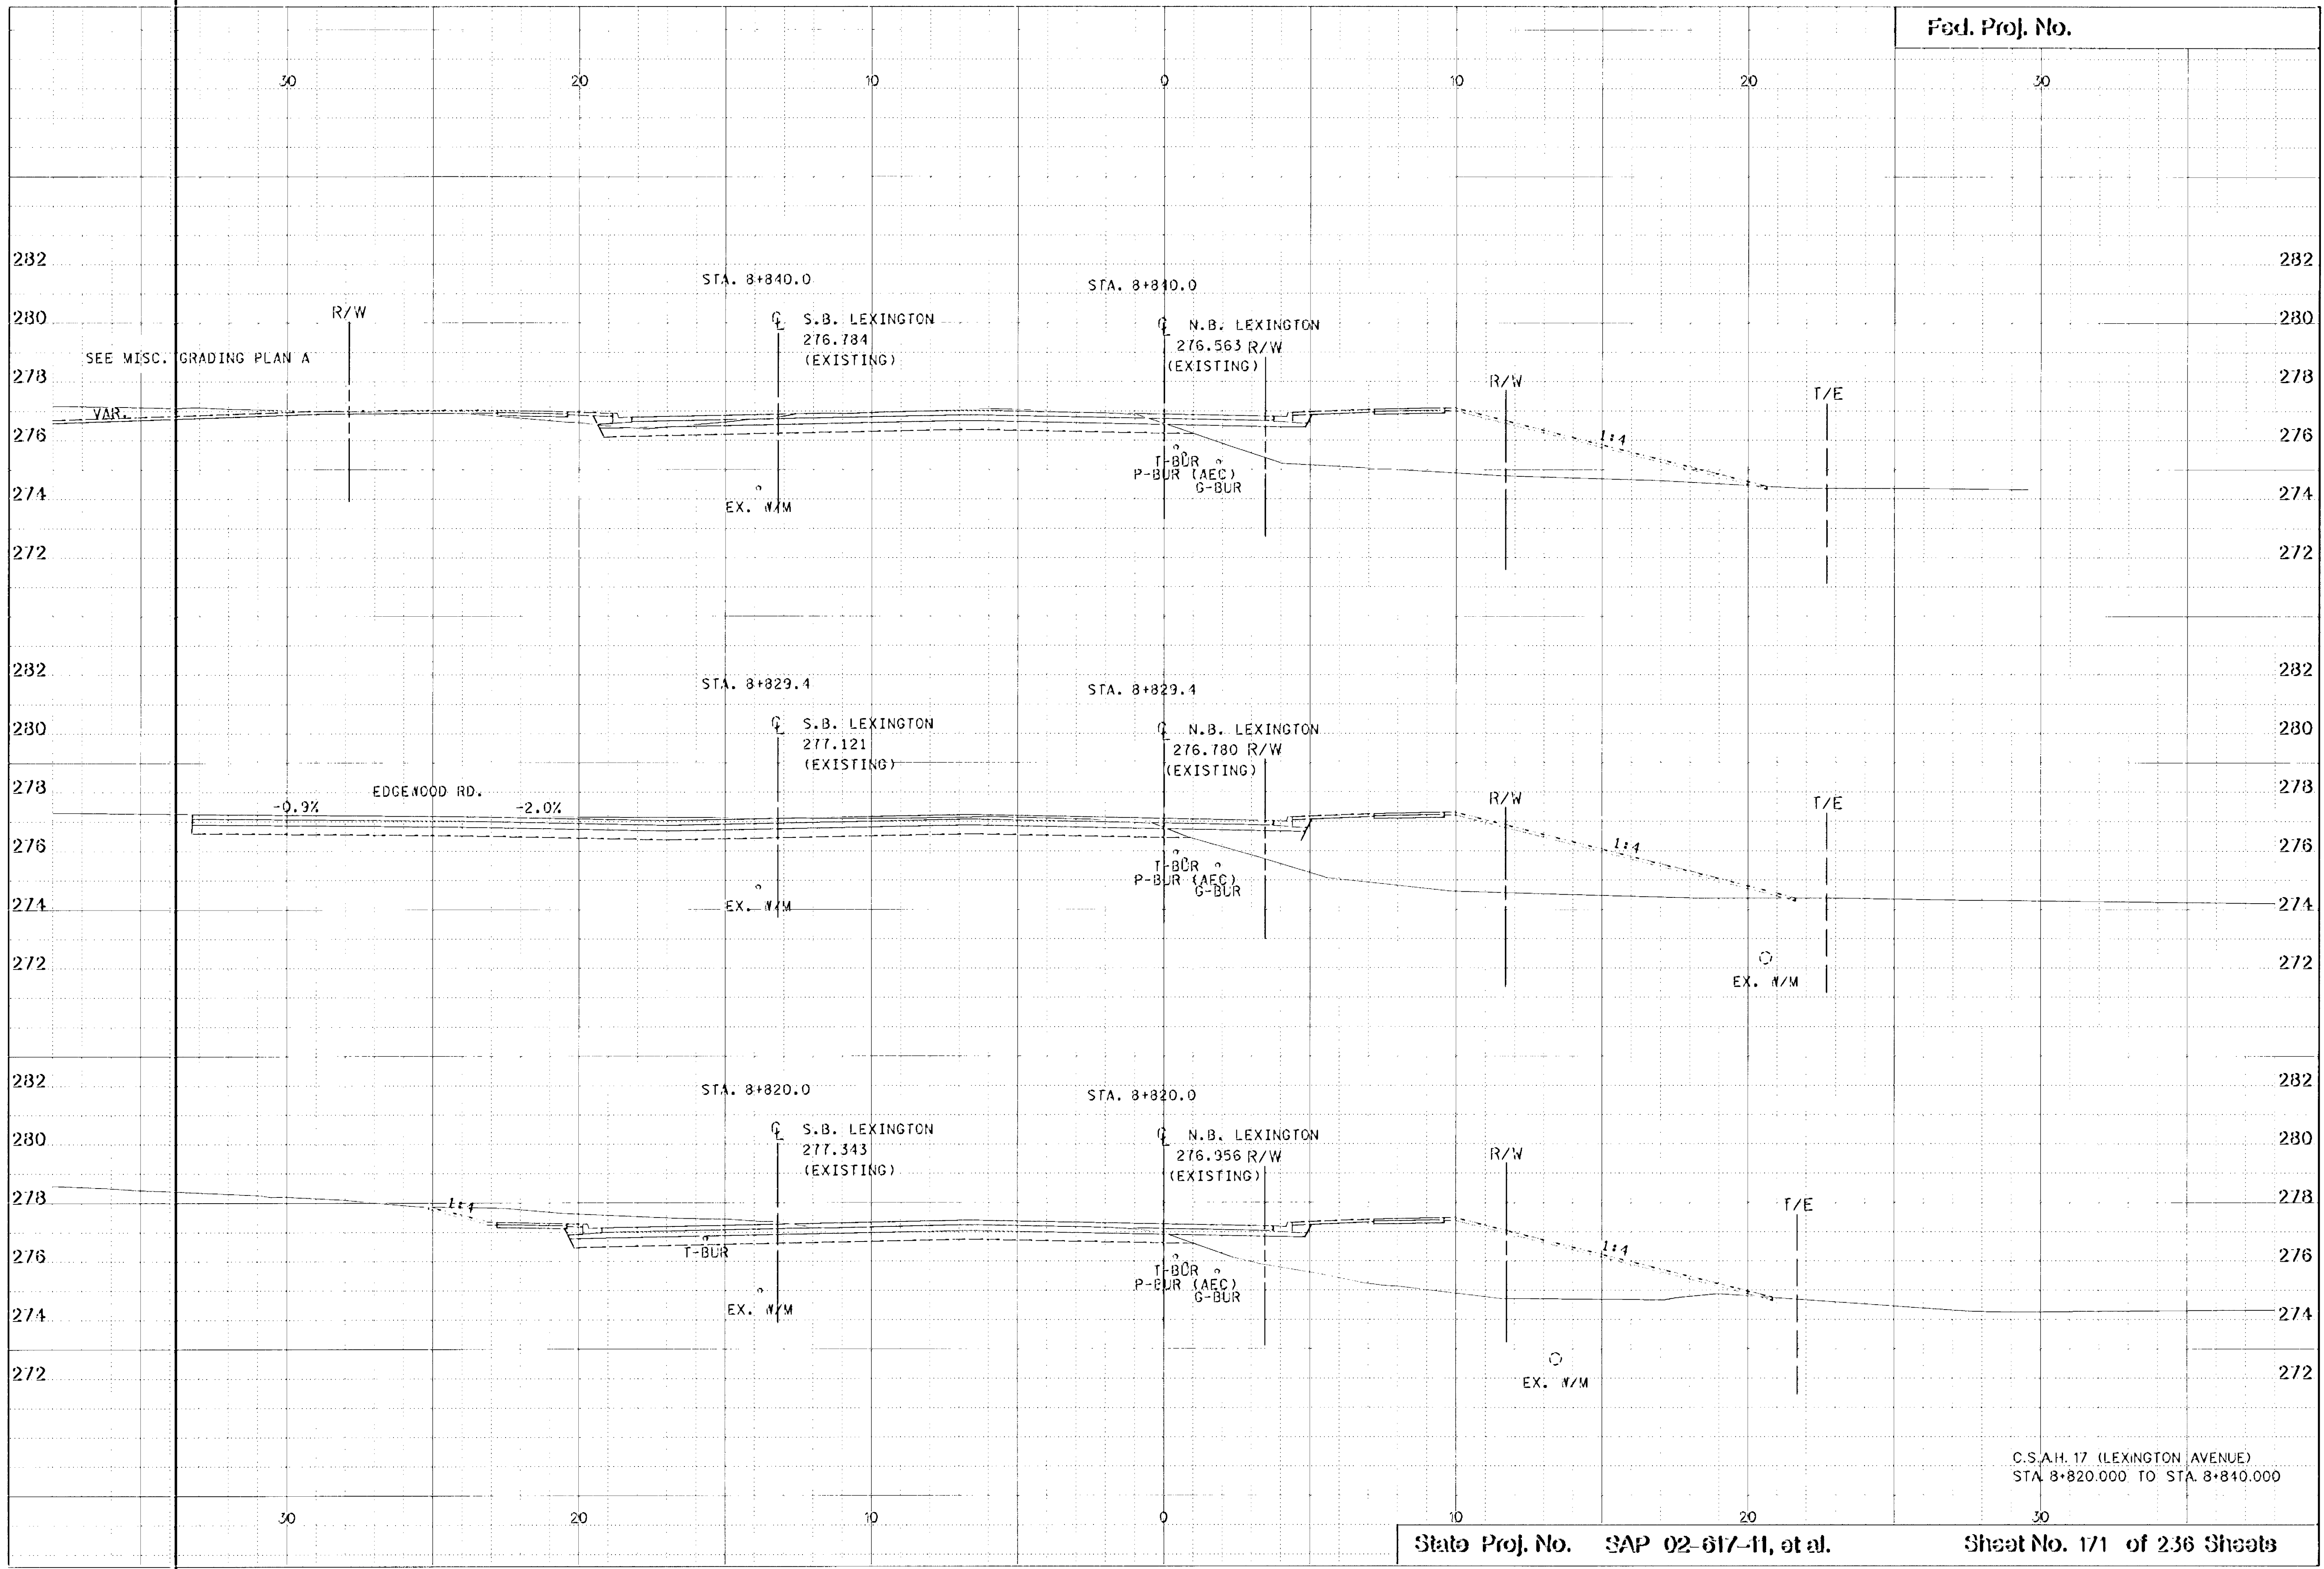 Fed. Proj. No.
30 20 10 0 10 20 30
282 282
STA. 8+840.0 STA. 8+840.0
280 280
R/W
℄ S.B. LEXINGTON
276.784
(EXISTING)
℄ N.B. LEXINGTON
276.563 R/W
(EXISTING)
SEE MISC. GRADING PLAN A
278 278
R/W
T/E
VAR.
276 276
1:4
T-BUR
P-BUR (AEC)
G-BUR
274 274
EX. W/M
272 272
282 282
STA. 8+829.4 STA. 8+829.4
280 280
℄ S.B. LEXINGTON
277.121
(EXISTING)
℄ N.B. LEXINGTON
276.780 R/W
(EXISTING)
278 278
EDGEWOOD RD.
-0.9% -2.0%
R/W
T/E
276 276
1:4
T-BUR
P-BUR (AEC)
G-BUR
274 274
EX. W/M
272 272
EX. W/M
282 282
STA. 8+820.0 STA. 8+820.0
280 280
℄ S.B. LEXINGTON
277.343
(EXISTING)
℄ N.B. LEXINGTON
276.956 R/W
(EXISTING)
R/W
278 278
1:4
T/E
276 276
T-BUR
1:4
T-BUR
P-BUR (AEC)
G-BUR
274 274
EX. W/M
272 272
EX. W/M
C.S.A.H. 17 (LEXINGTON AVENUE)
STA. 8+820.000 TO STA. 8+840.000
30 20 10 0 10 20 30
State Proj. No. SAP 02-617-11, et al. Sheet No. 171 of 236 Sheets